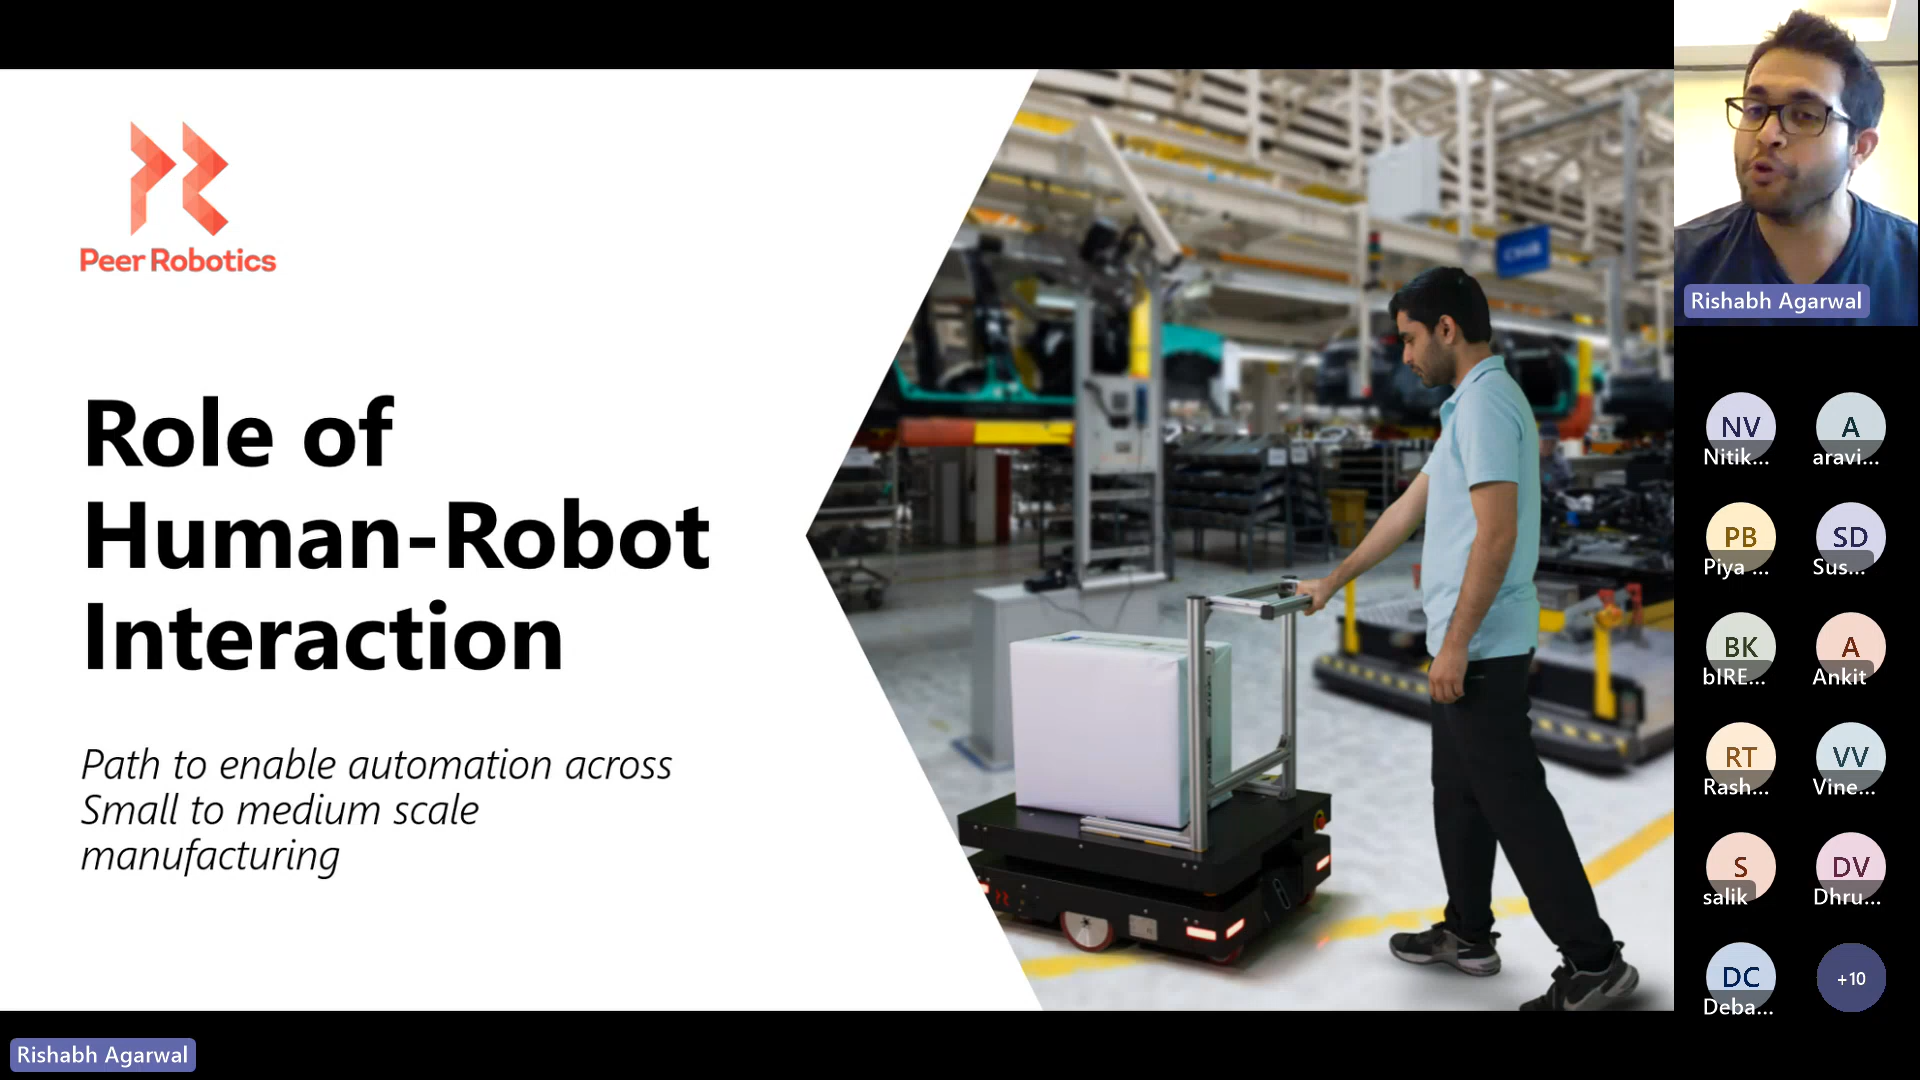 Peer Robotics
Role of
Human-Robot
Interaction
Path to enable automation across
Small to medium scale
manufacturing
Rishabh Agarwal
NV
Nitik...
A
aravi...
PB
Piya ...
SD
Sus...
BK
bIRE...
A
Ankit
RT
Rash...
VV
Vine...
S
salik
DV
Dhru...
DC
Deba...
+10
Rishabh Agarwal